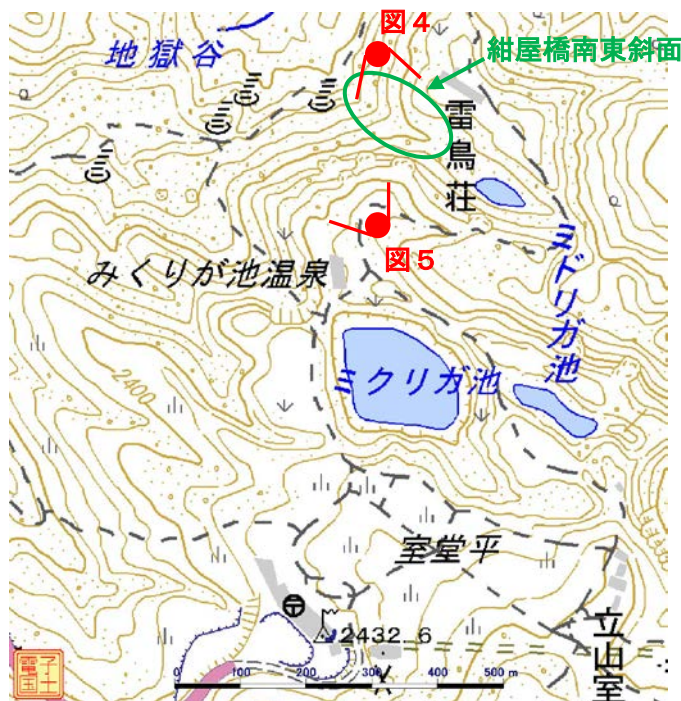 図4
紺屋橋南東斜面
地獄谷
雷鳥荘
図5
みくりが池温泉
ミドリガ池
ミクリガ池
2400
室堂平
2432.6
立山室
0 100 200 300 400 500 m
電子国土